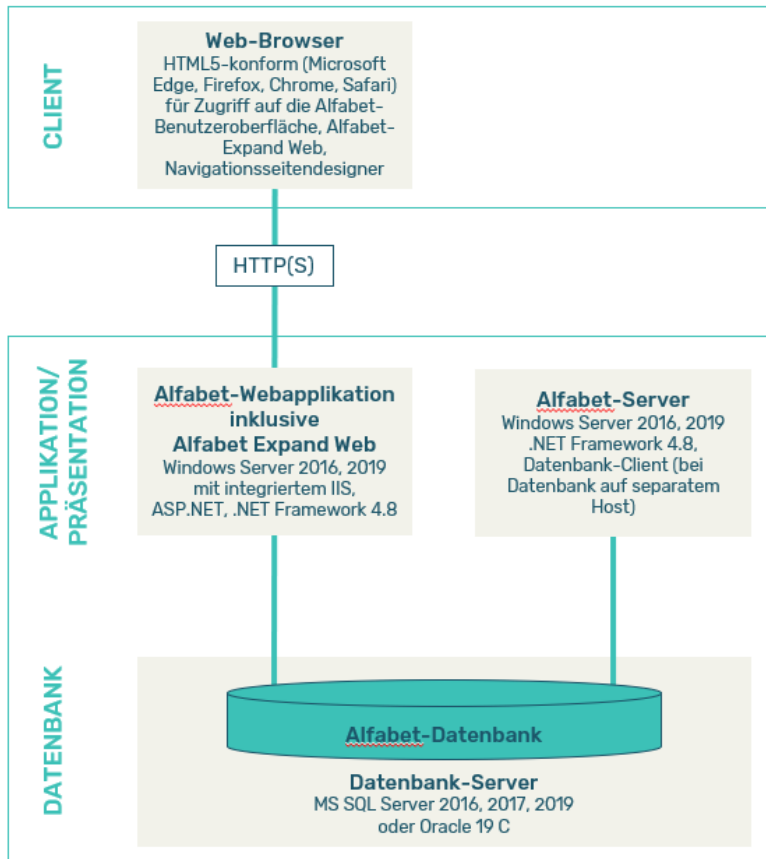 CLIENT
Web-Browser
HTML5-konform (Microsoft
Edge, Firefox, Chrome, Safari)
für Zugriff auf die Alfabet-
Benutzeroberfläche, Alfabet-
Expand Web,
Navigationsseitendesigner
HTTP(S)
APPLIKATION/
PRÄSENTATION
Alfabet-Webapplikation
inklusive
Alfabet Expand Web
Windows Server 2016, 2019
mit integriertem IIS,
ASP.NET, .NET Framework 4.8
Alfabet-Server
Windows Server 2016, 2019
.NET Framework 4.8,
Datenbank-Client (bei
Datenbank auf separatem
Host)
DATENBANK
Alfabet-Datenbank
Datenbank-Server
MS SQL Server 2016, 2017, 2019
oder Oracle 19 C